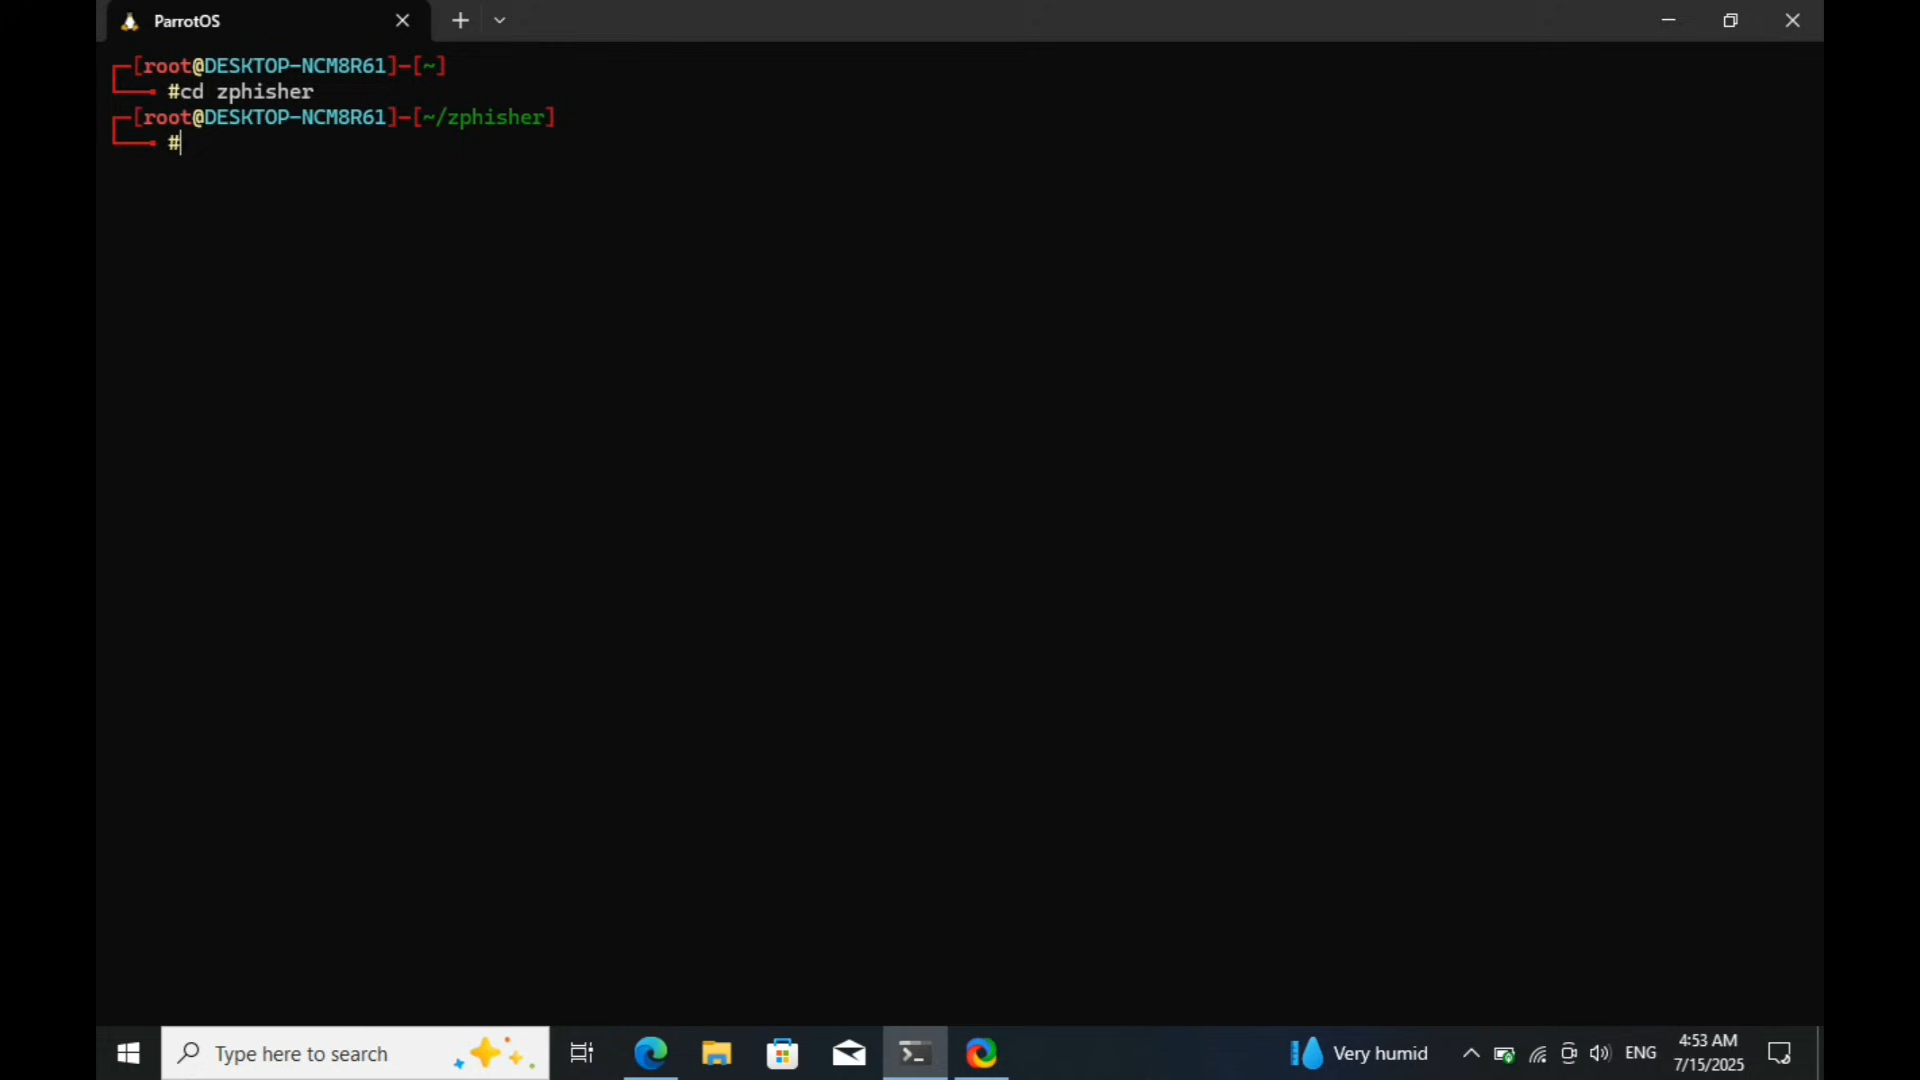 ParrotOS
┌─[root@DESKTOP-NCM8R61]─[~]
└──╼ #cd zphisher
┌─[root@DESKTOP-NCM8R61]─[~/zphisher]
└──╼ #
Type here to search
Very humid
ENG
4:53 AM
7/15/2025